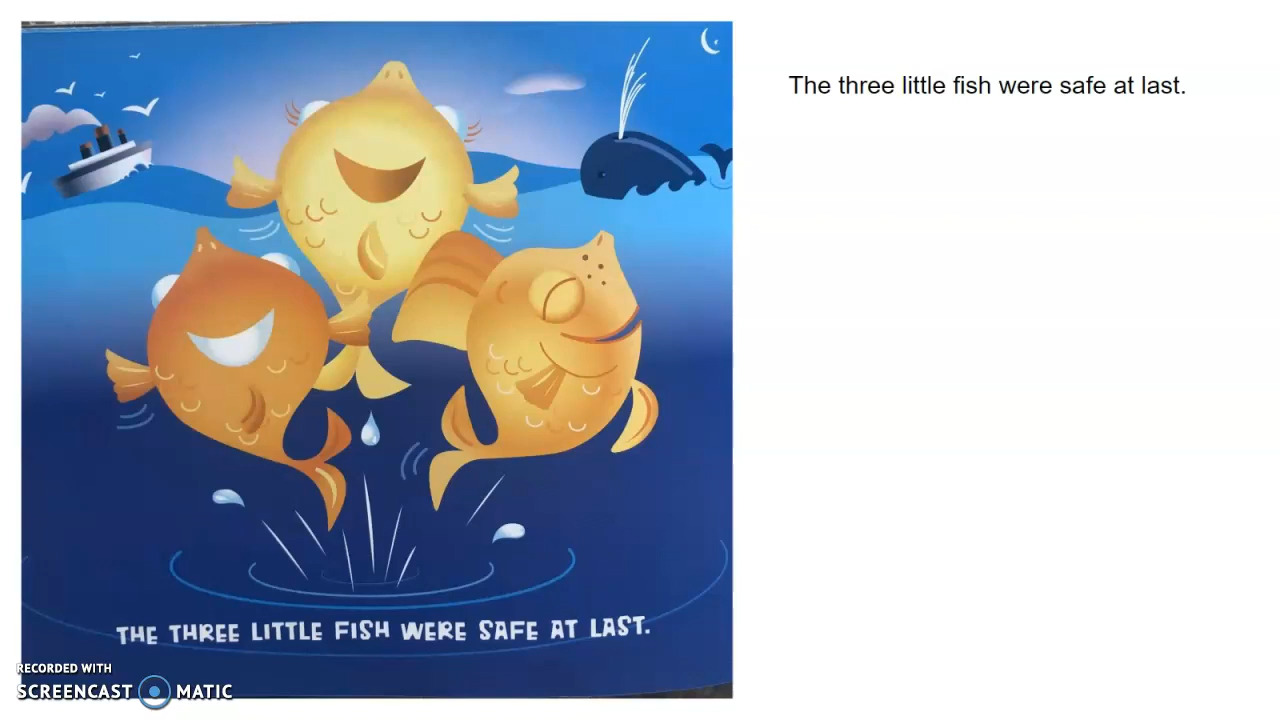 The three little fish were safe at last.
THE THREE LITTLE FISH WERE SAFE AT LAST.
RECORDED WITH
SCREENCAST MATIC